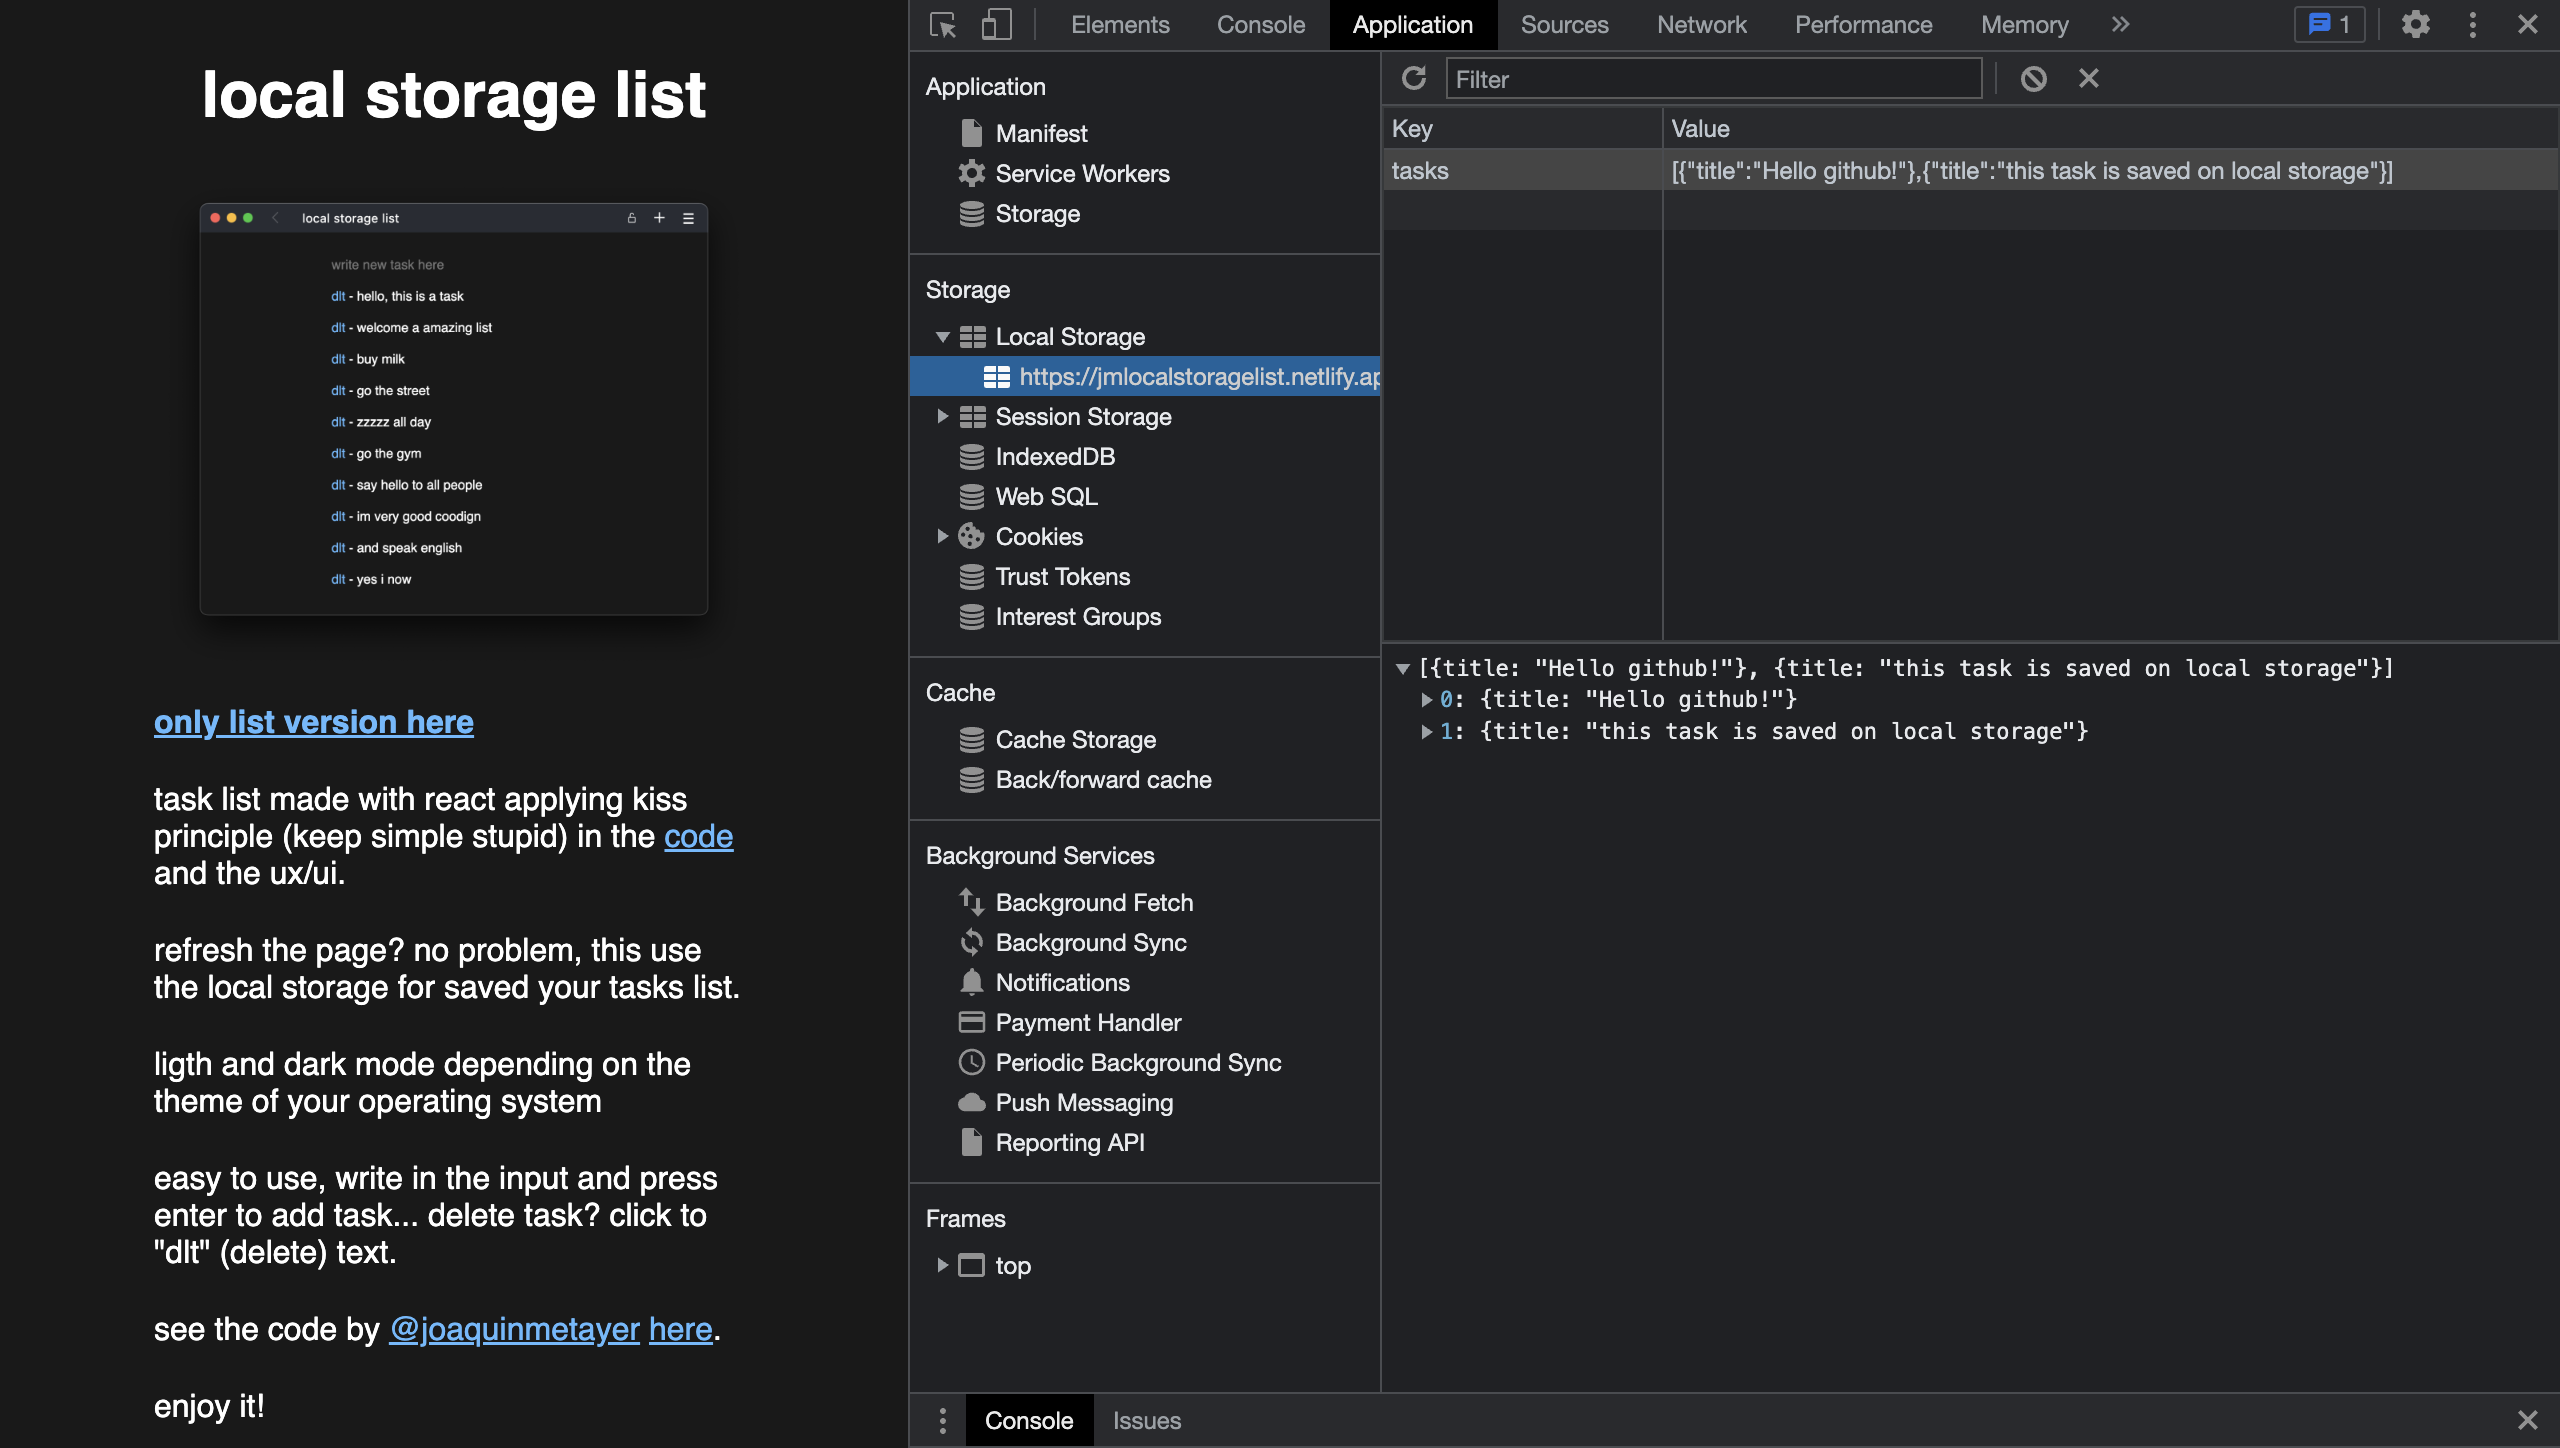 local storage list
local storage list
write new task here
dlt - hello, this is a task
dlt - welcome a amazing list
dlt - buy milk
dlt - go the street
dlt - zzzzz all day
dlt - go the gym
dlt - say hello to all people
dlt - im very good coodign
dlt - and speak english
dlt - yes i now
only list version here
task list made with react applying kiss
principle (keep simple stupid) in the code
and the ux/ui.
refresh the page? no problem, this use
the local storage for saved your tasks list.
ligth and dark mode depending on the
theme of your operating system
easy to use, write in the input and press
enter to add task... delete task? click to
"dlt" (delete) text.
see the code by @joaquinmetayer here.
enjoy it!
Elements Console Application Sources Network Performance Memory 1
Application
Manifest
Service Workers
Storage
Storage
Local Storage
https://jmlocalstoragelist.netlify.ap
Session Storage
IndexedDB
Web SQL
Cookies
Trust Tokens
Interest Groups
Cache
Cache Storage
Back/forward cache
Background Services
Background Fetch
Background Sync
Notifications
Payment Handler
Periodic Background Sync
Push Messaging
Reporting API
Frames
top
Filter
Key Value
tasks [{"title":"Hello github!"},{"title":"this task is saved on local storage"}]
[{title: "Hello github!"}, {title: "this task is saved on local storage"}]
0: {title: "Hello github!"}
1: {title: "this task is saved on local storage"}
Console Issues